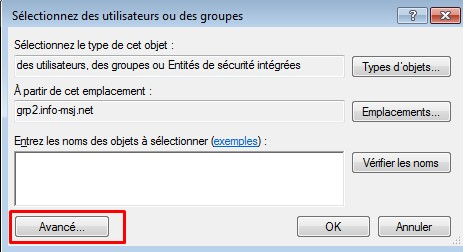 Sélectionnez des utilisateurs ou des groupes
Sélectionnez le type de cet objet :
des utilisateurs, des groupes ou Entités de sécurité intégrées
Types d'objets...
À partir de cet emplacement :
grp2.info-msj.net
Emplacements...
Entrez les noms des objets à sélectionner (exemples) :
Vérifier les noms
Avancé...
OK
Annuler